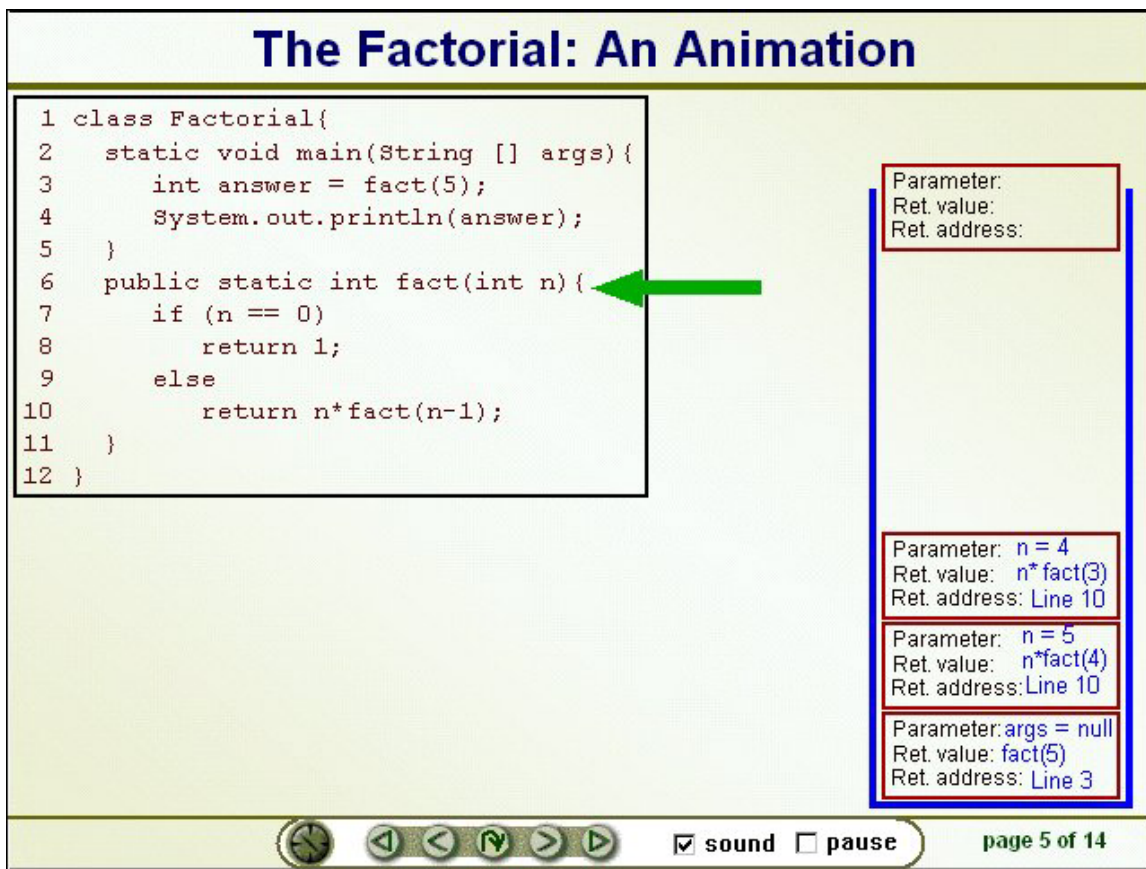 The Factorial: An Animation
1 class Factorial{
2 static void main(String [] args){
3 int answer = fact(5);
4 System.out.println(answer);
5 }
6 public static int fact(int n){
7 if (n == 0)
8 return 1;
9 else
10 return n*fact(n-1);
11 }
12 }
Parameter:
Ret. value:
Ret. address:
Parameter: n = 4
Ret. value: n* fact(3)
Ret. address: Line 10
Parameter: n = 5
Ret. value: n*fact(4)
Ret. address: Line 10
Parameter: args = null
Ret. value: fact(5)
Ret. address: Line 3
sound pause page 5 of 14